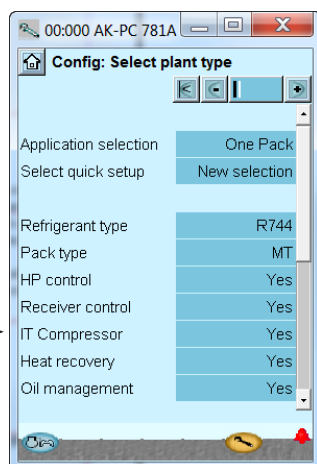 00:000 AK-PC 781A
Config: Select plant type
Application selection One Pack
Select quick setup New selection
Refrigerant type R744
Pack type MT
HP control Yes
Receiver control Yes
IT Compressor Yes
Heat recovery Yes
Oil management Yes